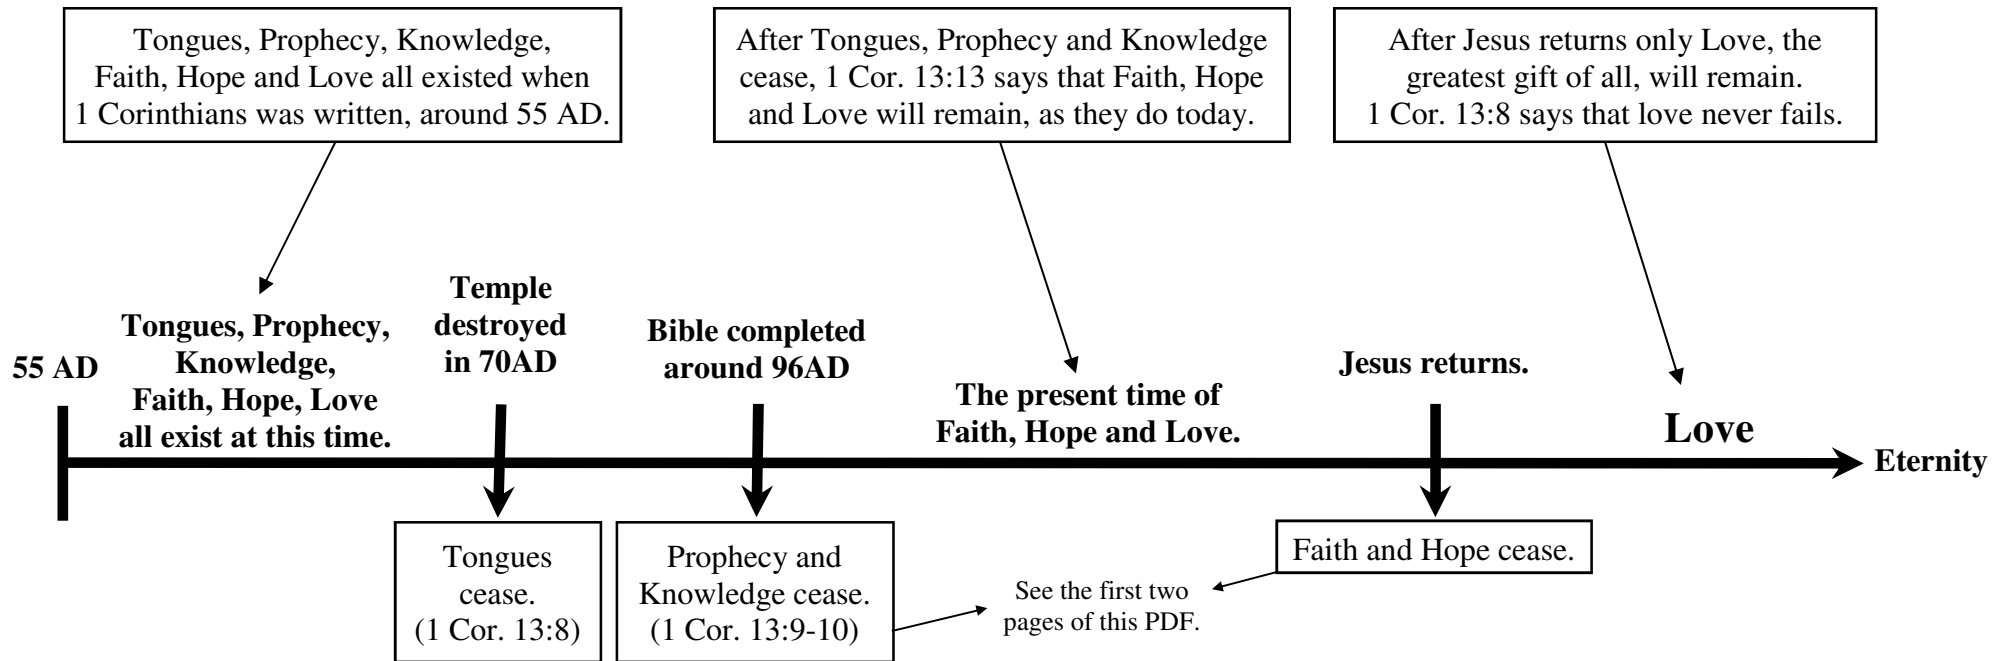 Tongues, Prophecy, Knowledge,
Faith, Hope and Love all existed when
1 Corinthians was written, around 55 AD.
After Tongues, Prophecy and Knowledge
cease, 1 Cor. 13:13 says that Faith, Hope
and Love will remain, as they do today.
After Jesus returns only Love, the
greatest gift of all, will remain.
1 Cor. 13:8 says that love never fails.
55 AD
Tongues, Prophecy,
Knowledge,
Faith, Hope, Love
all exist at this time.
Temple
destroyed
in 70AD
Bible completed
around 96AD
The present time of
Faith, Hope and Love.
Jesus returns.
Love
Eternity
Tongues
cease.
(1 Cor. 13:8)
Prophecy and
Knowledge cease.
(1 Cor. 13:9-10)
See the first two
pages of this PDF.
Faith and Hope cease.